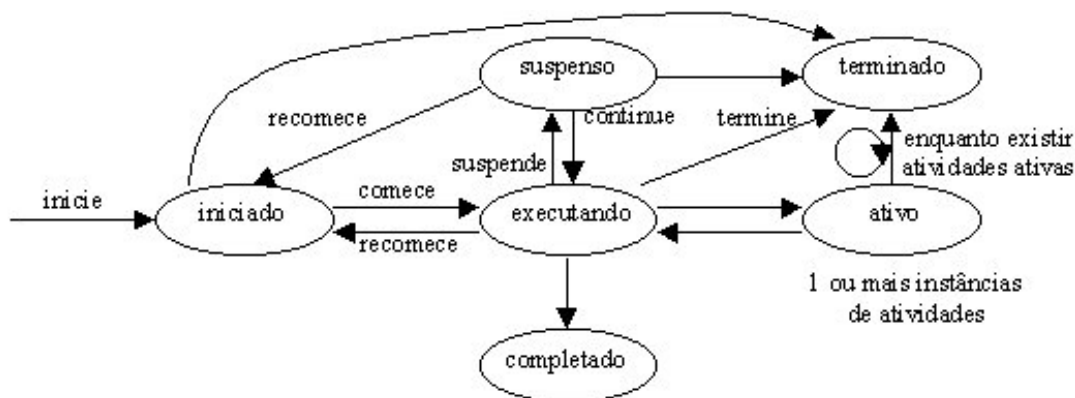 suspenso
terminado
recomece
continue
termine
enquanto existir
atividades ativas
suspende
inicie
iniciado
comece
executando
ativo
recomece
1 ou mais instâncias
de atividades
completado